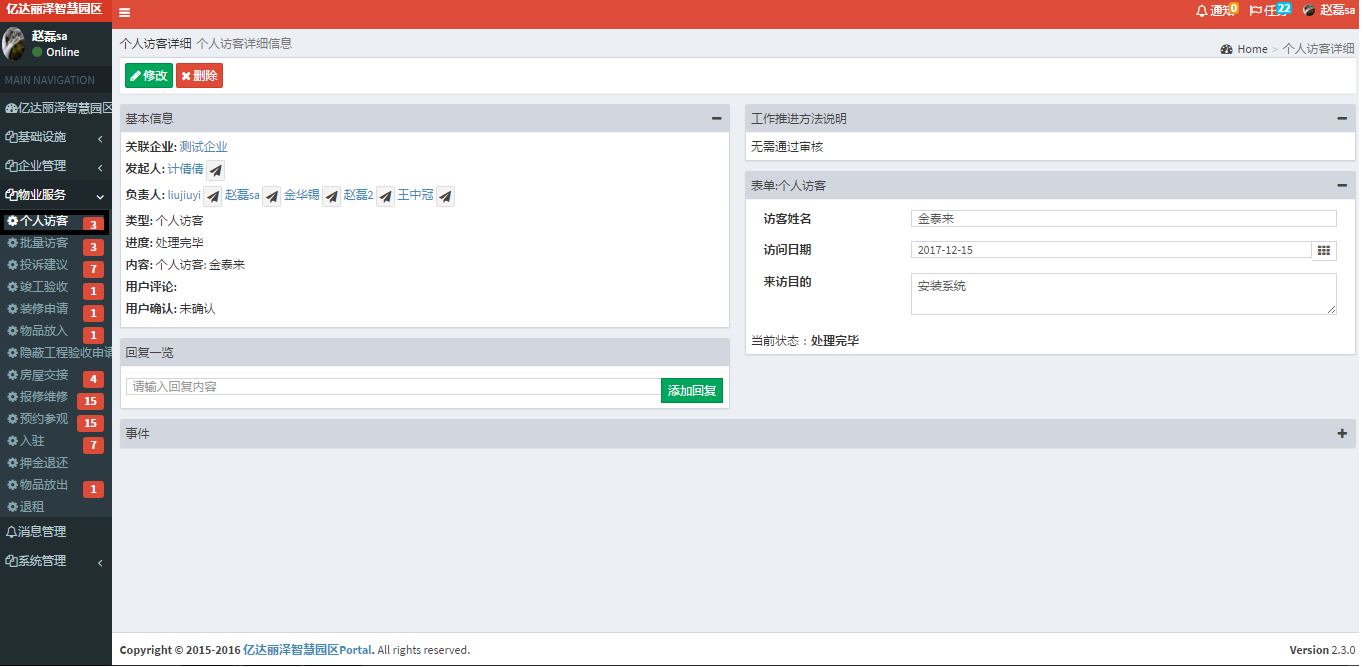 亿达丽泽智慧园区
通知 0 任务 22 赵磊sa
赵磊sa
Online
MAIN NAVIGATION
亿达丽泽智慧园区
基础设施
企业管理
物业服务
个人访客 3
批量访客 3
投诉建议 7
竣工验收 1
装修申请 1
物品放入 1
隐蔽工程验收申请
房屋交接 4
报修维修 15
预约参观 15
入驻 7
押金退还
物品放出 1
退租
消息管理
系统管理
个人访客详细 个人访客详细信息
Home > 个人访客详细
修改 删除
基本信息
关联企业: 测试企业
发起人: 计倩倩
负责人: liujiuyi 赵磊sa 金华锡 赵磊2 王中冠
类型: 个人访客
进度: 处理完毕
内容: 个人访客: 金泰来
用户评论:
用户确认: 未确认
回复一览
请输入回复内容 添加回复
工作推进方法说明
无需通过审核
表单:个人访客
访客姓名 金泰来
访问日期 2017-12-15
来访目的 安装系统
当前状态：处理完毕
事件
Copyright © 2015-2016 亿达丽泽智慧园区Portal. All rights reserved.
Version 2.3.0